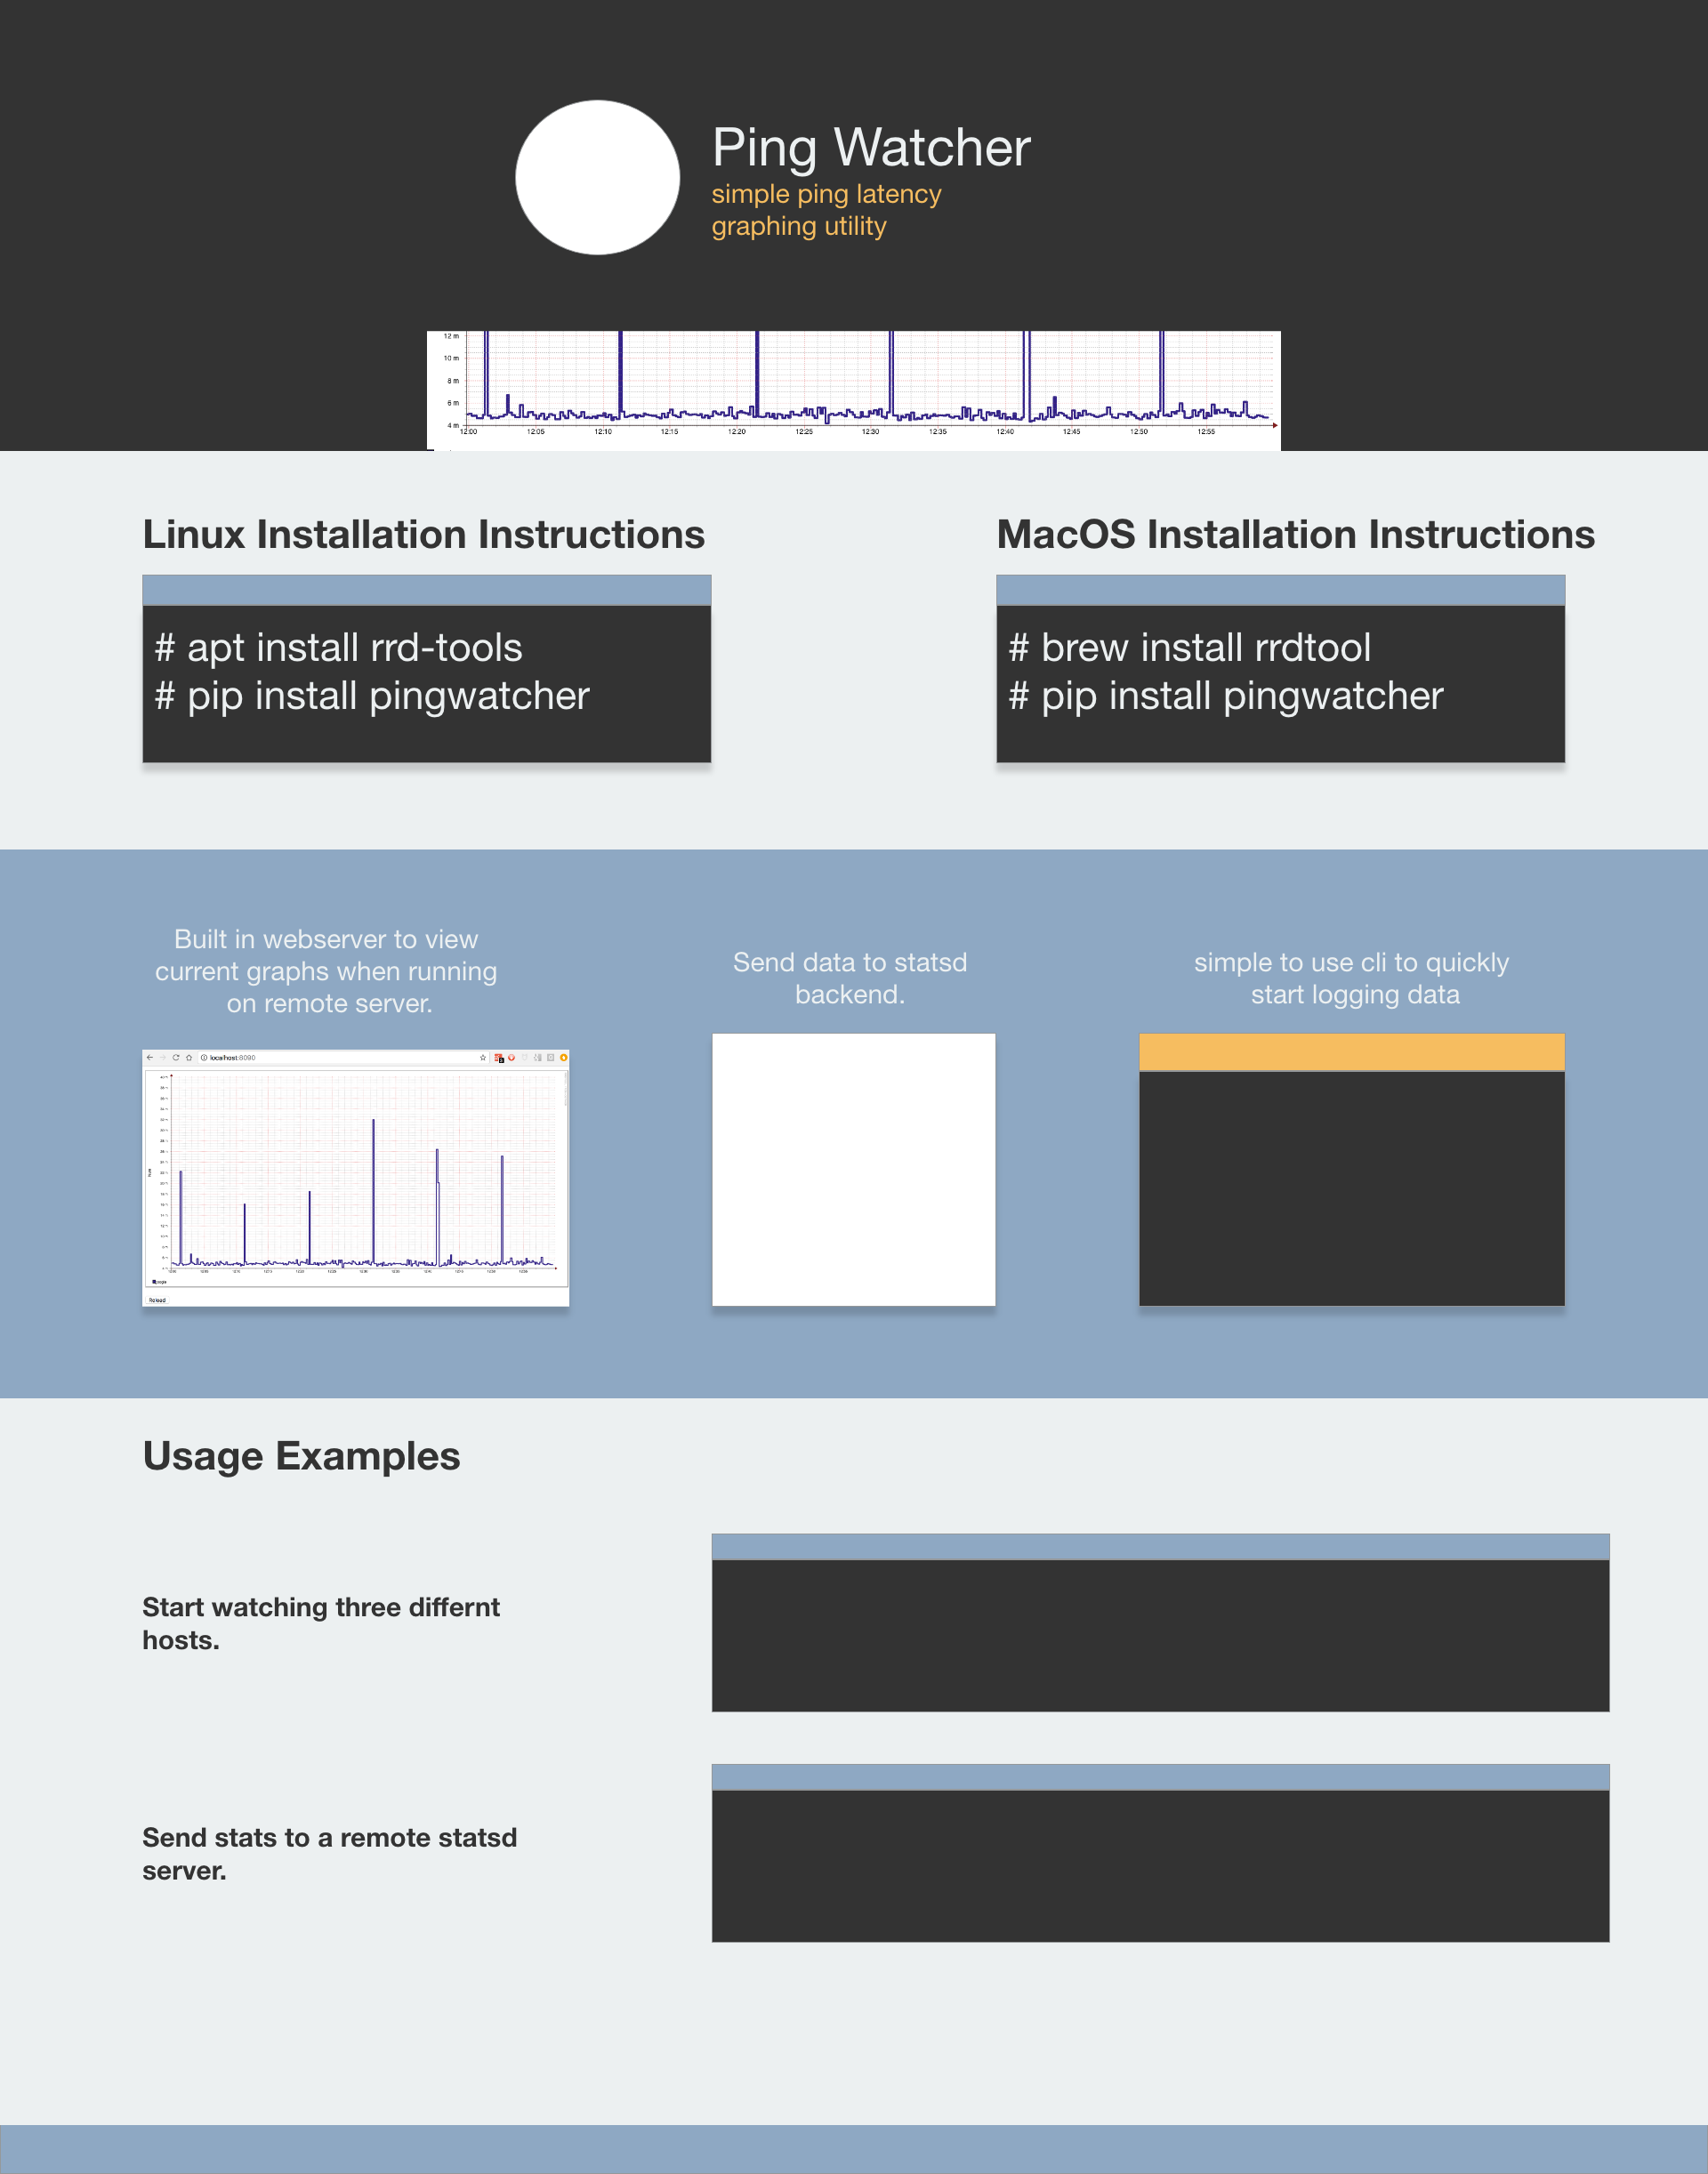 Ping Watcher
simple ping latency
graphing utility
12 m
10 m
8 m
6 m
4 m
12:00 12:05 12:10 12:15 12:20 12:25 12:30 12:35 12:40 12:45 12:50 12:55
Linux Installation Instructions
# apt install rrd-tools
# pip install pingwatcher
MacOS Installation Instructions
# brew install rrdtool
# pip install pingwatcher
Built in webserver to view
current graphs when running
on remote server.
localhost:8090
Reload
Send data to statsd
backend.
simple to use cli to quickly
start logging data
Usage Examples
Start watching three differnt
hosts.
Send stats to a remote statsd
server.